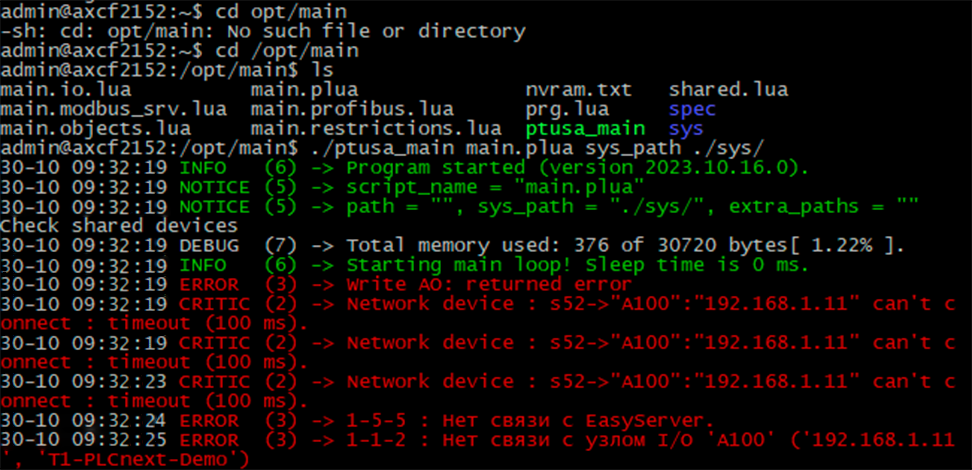 admin@axcf2152:~$ cd opt/main
-sh: cd: opt/main: No such file or directory
admin@axcf2152:~$ cd /opt/main
admin@axcf2152:/opt/main$ ls
main.io.lua main.plua nvram.txt shared.lua
main.modbus_srv.lua main.profibus.lua prg.lua spec
main.objects.lua main.restrictions.lua ptusa_main sys
admin@axcf2152:/opt/main$ ./ptusa_main main.plua sys_path ./sys/
30-10 09:32:19 INFO (6) -> Program started (version 2023.10.16.0).
30-10 09:32:19 NOTICE (5) -> script_name = "main.plua"
30-10 09:32:19 NOTICE (5) -> path = "", sys_path = "./sys/", extra_paths = ""
Check shared devices
30-10 09:32:19 DEBUG (7) -> Total memory used: 376 of 30720 bytes[ 1.22% ].
30-10 09:32:19 INFO (6) -> Starting main loop! Sleep time is 0 ms.
30-10 09:32:19 ERROR (3) -> Write AO: returned error
30-10 09:32:19 CRITIC (2) -> Network device : s52->"A100":"192.168.1.11" can't c
onnect : timeout (100 ms).
30-10 09:32:19 CRITIC (2) -> Network device : s52->"A100":"192.168.1.11" can't c
onnect : timeout (100 ms).
30-10 09:32:23 CRITIC (2) -> Network device : s52->"A100":"192.168.1.11" can't c
onnect : timeout (100 ms).
30-10 09:32:24 ERROR (3) -> 1-5-5 : Нет связи с EasyServer.
30-10 09:32:25 ERROR (3) -> 1-1-2 : Нет связи с узлом I/O 'A100' ('192.168.1.11
', 'T1-PLCnext-Demo')